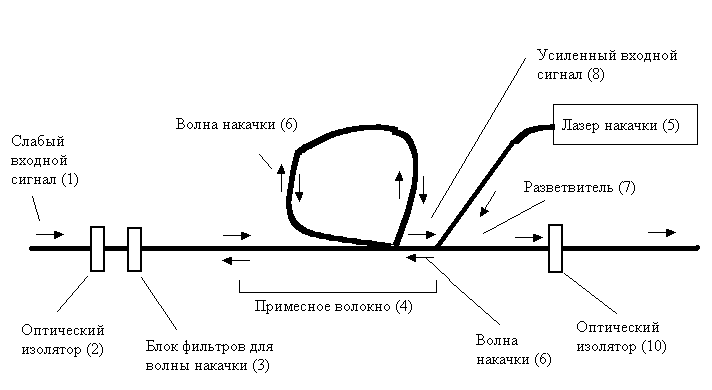 Усиленный входной
сигнал (8)
Волна накачки (6)
Лазер накачки (5)
Слабый
входной
сигнал (1)
Разветвитель (7)
Примесное волокно (4)
Оптический
изолятор (2)
Блок фильтров для
волны накачки (3)
Волна
накачки (6)
Оптический
изолятор (10)